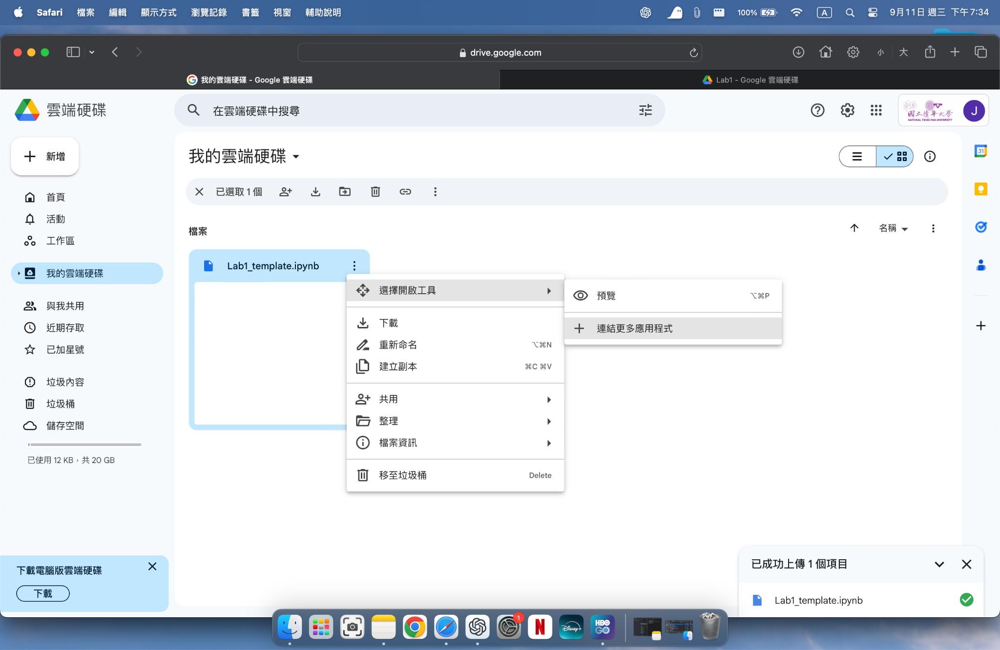 Safari 檔案 編輯 顯示方式 瀏覽記錄 書籤 視窗 輔助說明 100% A 9月11日 週三 下午7:34
drive.google.com 小 大
我的雲端硬碟 - Google 雲端硬碟 Lab1 - Google 雲端硬碟
雲端硬碟
在雲端硬碟中搜尋
國立清華大學
NATIONAL TSING HUA UNIVERSITY
J
新增
首頁
活動
工作區
我的雲端硬碟
與我共用
近期存取
已加星號
垃圾內容
垃圾桶
儲存空間
已使用 12 KB，共 20 GB
下載電腦版雲端硬碟
下載
我的雲端硬碟
已選取 1 個
檔案
名稱
Lab1_template.ipynb
選擇開啟工具
下載
重新命名 ⌥⌘N
建立副本 ⌘C ⌘V
共用
整理
檔案資訊
移至垃圾桶 Delete
預覽 ⌥⌘P
連結更多應用程式
31
已成功上傳 1 個項目
Lab1_template.ipynb
1
N
Disney+
HBO
GO